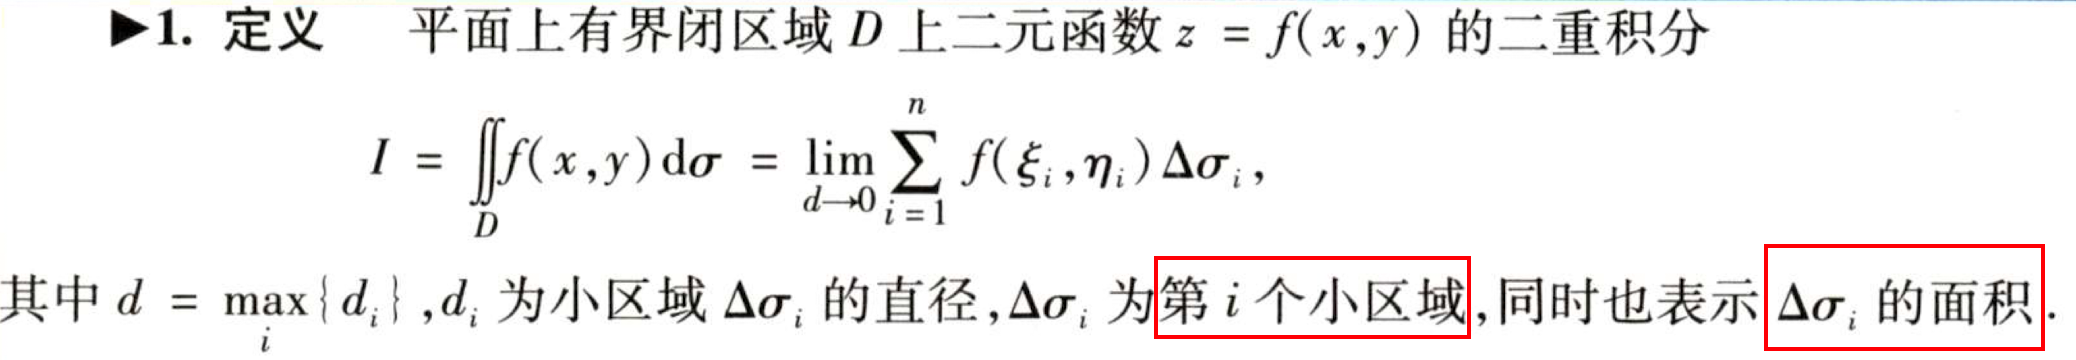 ▶1. 定义 平面上有界闭区域 D 上二元函数 z = f(x,y) 的二重积分
I = ∬_D f(x,y)dσ = lim_{d→0} ∑_{i=1}^{n} f(ξ_i,η_i)Δσ_i,
其中 d = max_i{d_i},d_i 为小区域 Δσ_i 的直径,Δσ_i 为第 i 个小区域,同时也表示 Δσ_i 的面积.